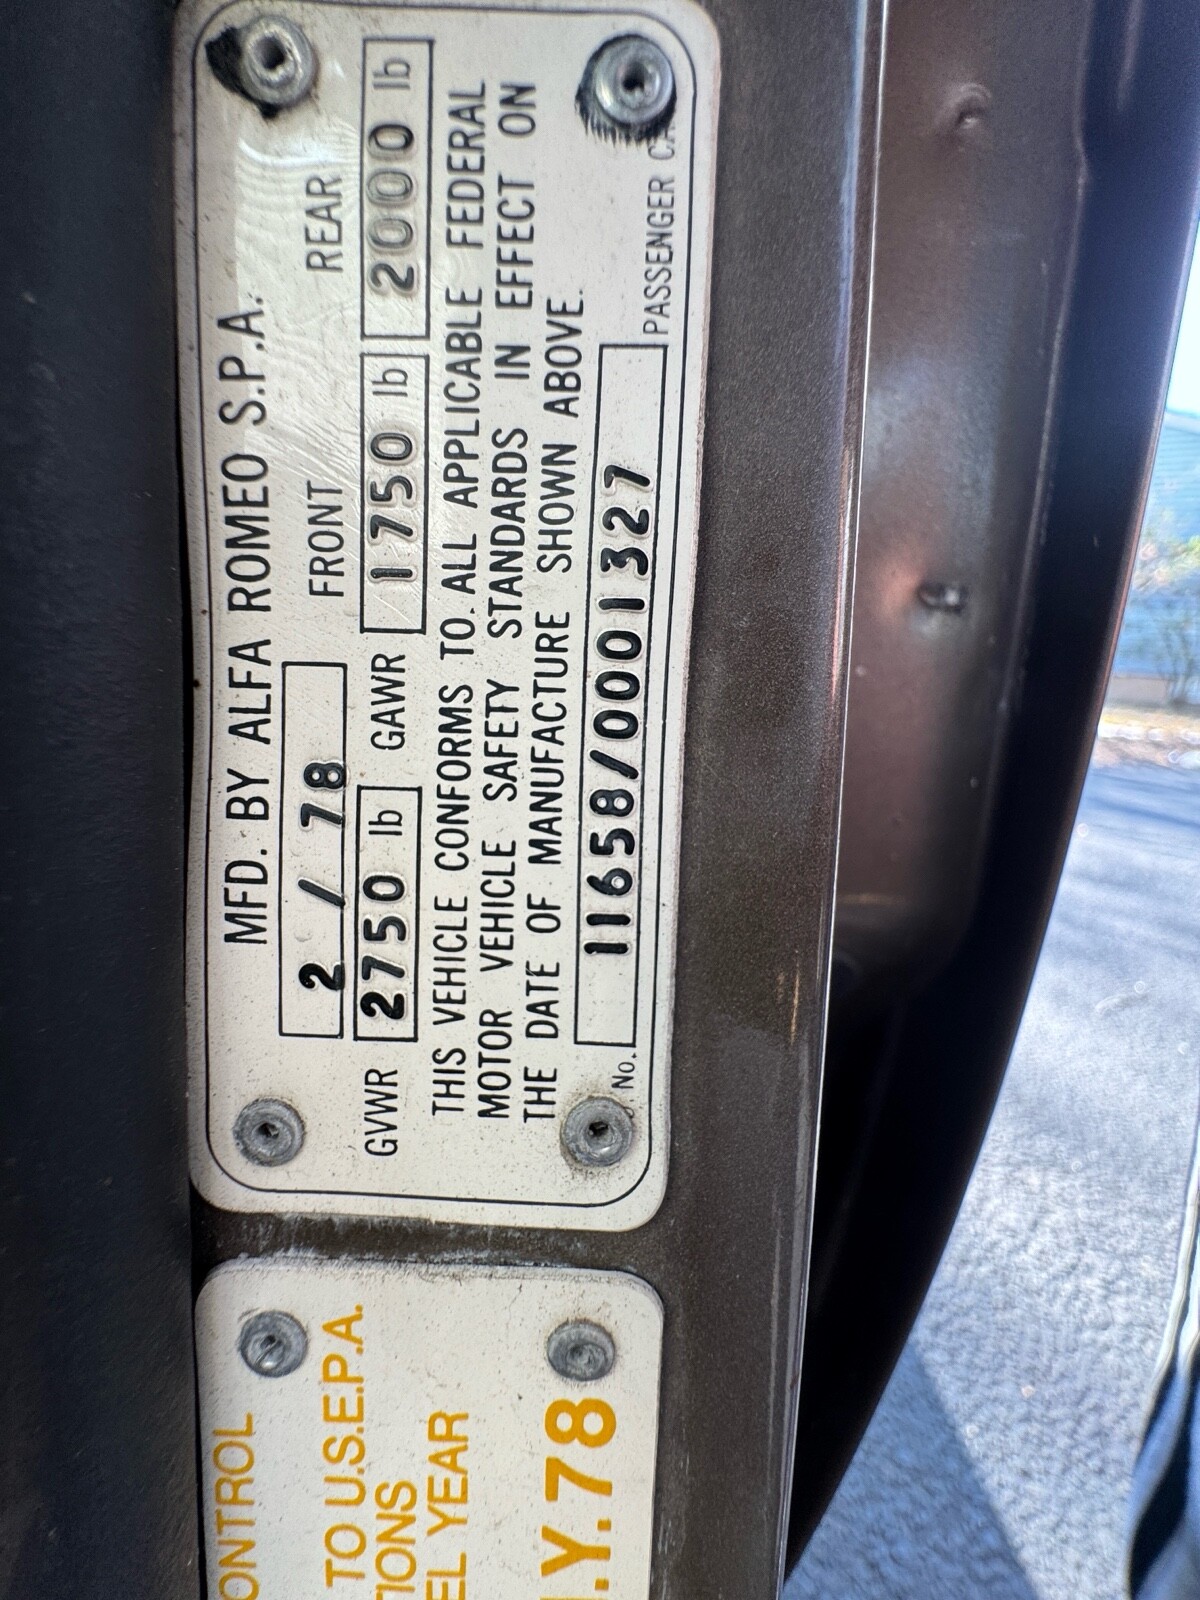 MFD. BY ALFA ROMEO S.P.A.
2 / 78 FRONT REAR
GVWR 2750 lb GAWR 1750 lb 2000 lb
THIS VEHICLE CONFORMS TO. ALL APPLICABLE FEDERAL
MOTOR VEHICLE SAFETY STANDARDS IN EFFECT ON
THE DATE OF MANUFACTURE SHOWN ABOVE.
No. 11658/0001327 PASSENGER CA
ONTROL
TO U.S.E.P.A.
TIONS
EL YEAR
.Y.78